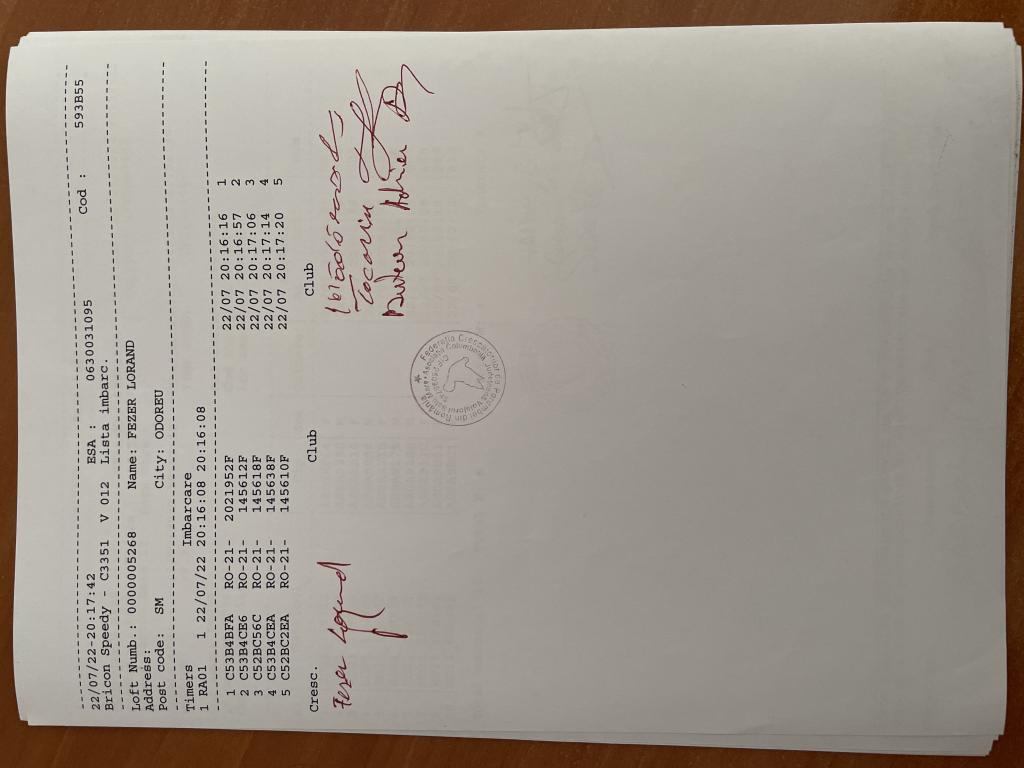 --------------------------------------------------------------------------------
22/07/22-20:17:42 ESA : 0630031095 Cod : 593B55
Bricon Speedy - C3351 V 012 Lista imbarc.
--------------------------------------------------------------------------------
Loft Numb.: 0000005268 Name: FEZER LORAND
Address:
Post code: SM City: ODOREU
--------------------------------------------------------------------------------
Timers Imbarcare
1 RA01 1 22/07/22 20:16:08 20:16:08
--------------------------------------------------------------------------------
1 C53B4BFA RO-21- 2021952F 22/07 20:16:16 1
2 C53B4CE6 RO-21- 145612F 22/07 20:16:57 2
3 C52BC56C RO-21- 145618F 22/07 20:17:06 3
4 C53B4CEA RO-21- 145638F 22/07 20:17:14 4
5 C52BC2EA RO-21- 145610F 22/07 20:17:20 5
Cresc. Club Club
Fezer Lorand